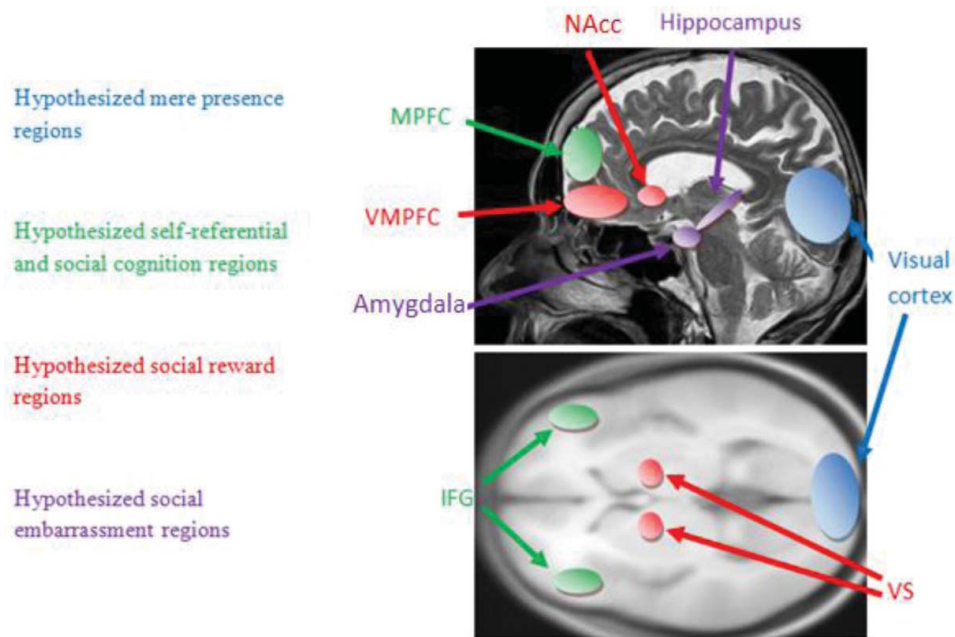 NAcc
Hippocampus
Hypothesized mere presence
regions
MPFC
VMPFC
Hypothesized self-referential
and social cognition regions
Amygdala
Visual
cortex
Hypothesized social reward
regions
IFG
Hypothesized social
embarrassment regions
VS